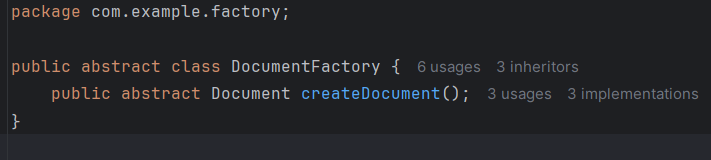 package com.example.factory;
public abstract class DocumentFactory { 6 usages 3 inheritors
public abstract Document createDocument(); 3 usages 3 implementations
}